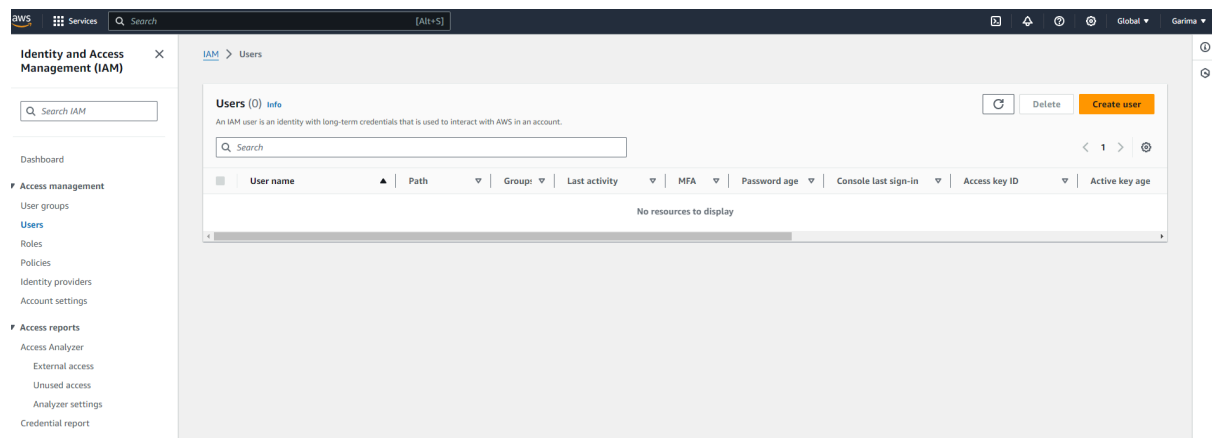 aws Services Search [Alt+S] Global Garima
Identity and Access Management (IAM)
Search IAM
Dashboard
Access management
User groups
Users
Roles
Policies
Identity providers
Account settings
Access reports
Access Analyzer
External access
Unused access
Analyzer settings
Credential report
IAM > Users
Users (0) Info
Delete
Create user
An IAM user is an identity with long-term credentials that is used to interact with AWS in an account.
Search
1
User name Path Group: Last activity MFA Password age Console last sign-in Access key ID Active key age
No resources to display